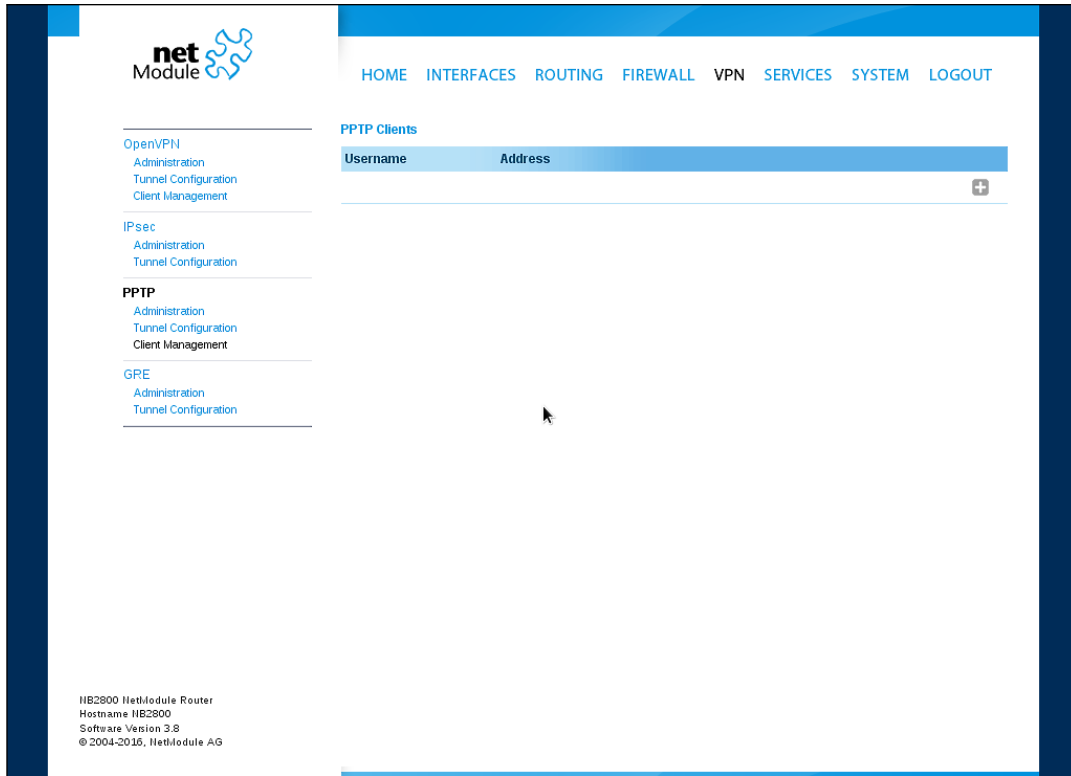 net
Module
HOME INTERFACES ROUTING FIREWALL VPN SERVICES SYSTEM LOGOUT
OpenVPN
Administration
Tunnel Configuration
Client Management
IPsec
Administration
Tunnel Configuration
PPTP
Administration
Tunnel Configuration
Client Management
GRE
Administration
Tunnel Configuration
PPTP Clients
Username Address
NB2800 NetModule Router
Hostname NB2800
Software Version 3.8
© 2004-2016, NetModule AG